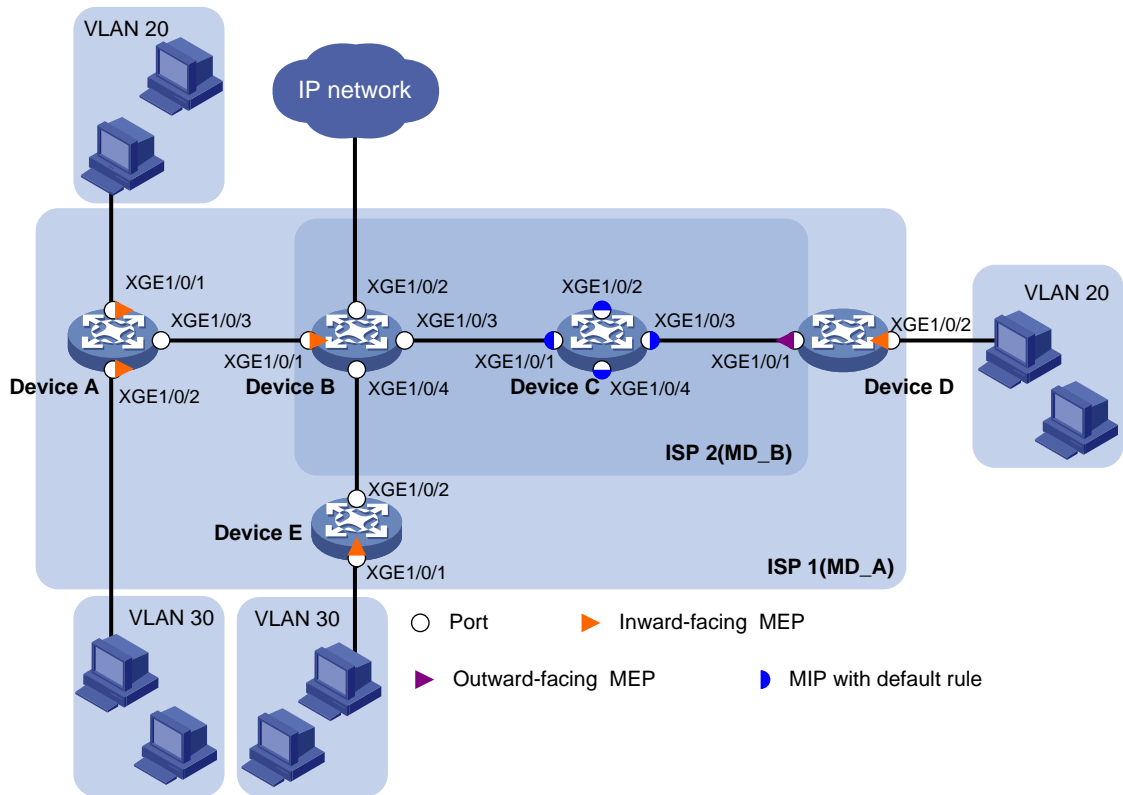 VLAN 20
IP network
XGE1/0/1
XGE1/0/2
XGE1/0/2
VLAN 20
XGE1/0/3
XGE1/0/3
XGE1/0/3
XGE1/0/2
XGE1/0/1
XGE1/0/1
XGE1/0/1
Device A
Device B
Device C
Device D
XGE1/0/2
XGE1/0/4
XGE1/0/4
ISP 2(MD_B)
XGE1/0/2
Device E
XGE1/0/1
ISP 1(MD_A)
VLAN 30
VLAN 30
Port
Inward-facing MEP
Outward-facing MEP
MIP with default rule